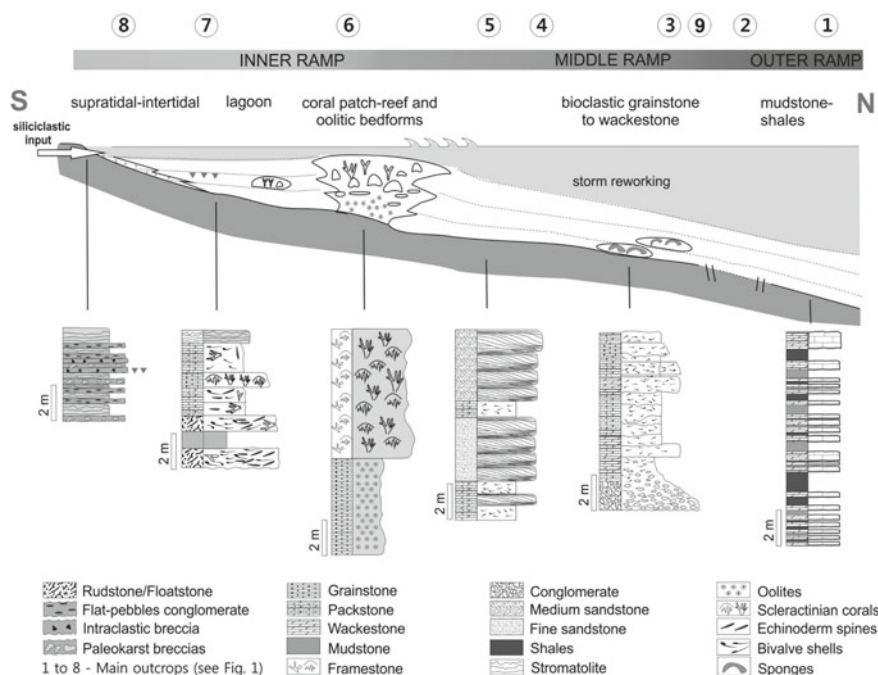 8 7 6 5 4 3 9 2 1
INNER RAMP MIDDLE RAMP OUTER RAMP
S N
supratidal-intertidal lagoon coral patch-reef and bioclastic grainstone mudstone-
oolitic bedforms to wackestone shales
siliciclastic
input
storm reworking
2 m
2 m
2 m
2 m
2 m
2 m
Rudstone/Floatstone Grainstone Conglomerate Oolites
Flat-pebbles conglomerate Packstone Medium sandstone Scleractinian corals
Intraclastic breccia Wackestone Fine sandstone Echinoderm spines
Paleokarst breccias Mudstone Shales Bivalve shells
1 to 8 - Main outcrops (see Fig. 1) Framestone Stromatolite Sponges